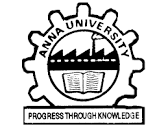 ANNA UNIVERSITY
PROGRESS THROUGH KNOWLEDGE